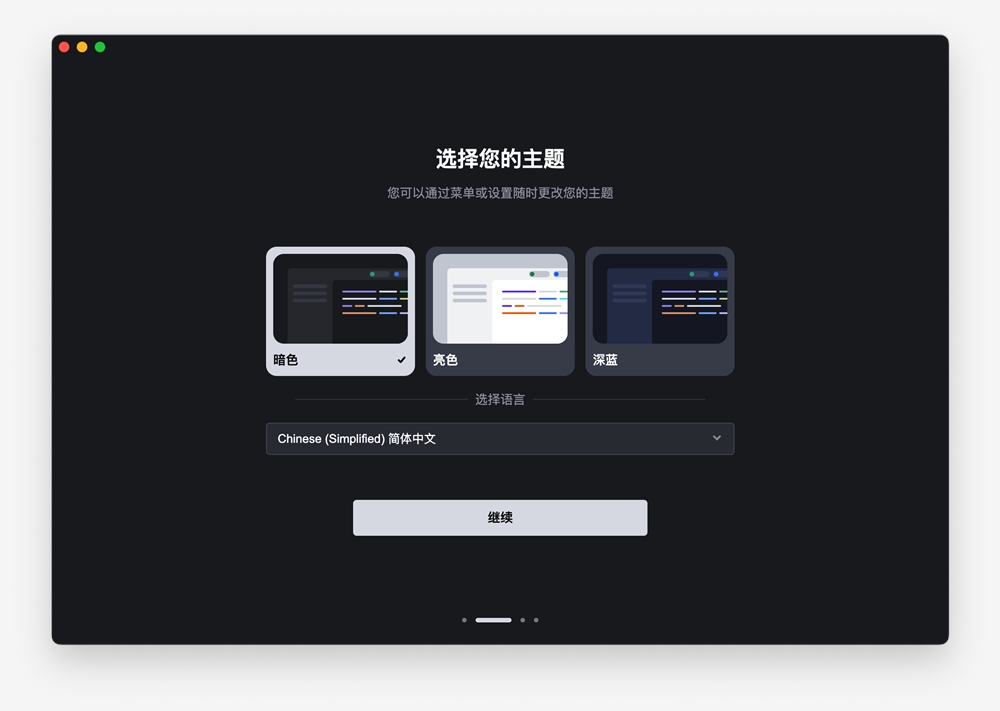 选择您的主题
您可以通过菜单或设置随时更改您的主题
暗色
亮色
深蓝
选择语言
Chinese (Simplified) 简体中文
继续